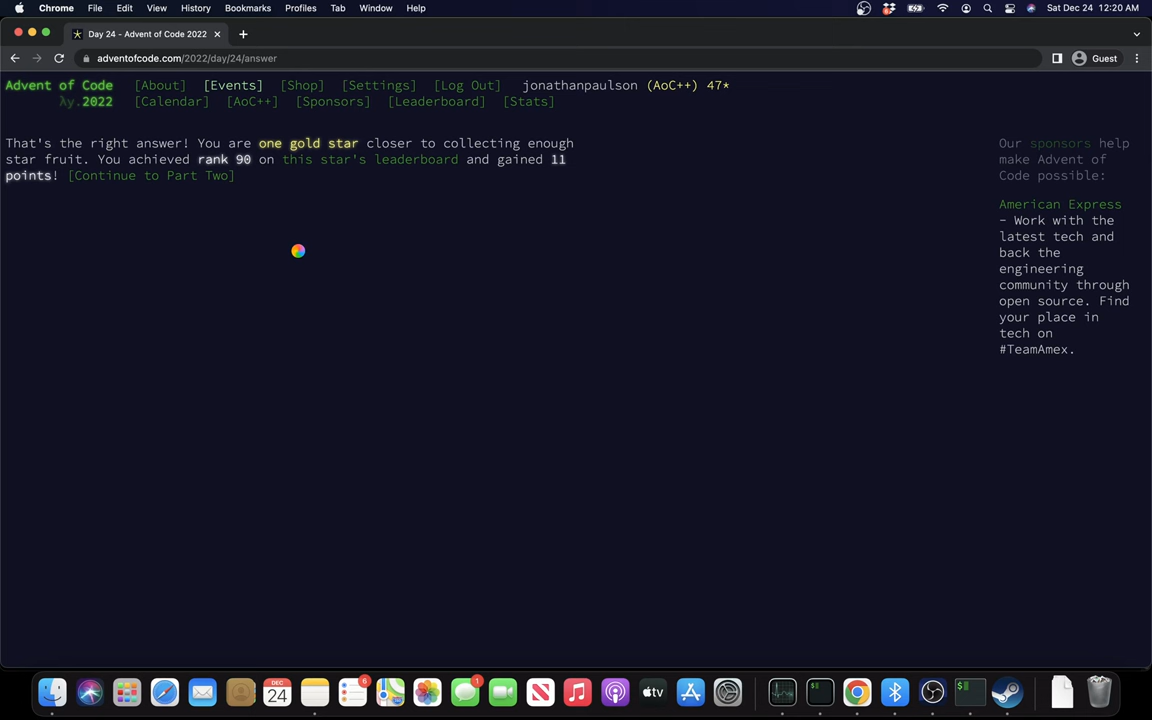 Chrome File Edit View History Bookmarks Profiles Tab Window Help Sat Dec 24 12:20 AM
Day 24 - Advent of Code 2022
adventofcode.com/2022/day/24/answer Guest
Advent of Code [About] [Events] [Shop] [Settings] [Log Out] jonathanpaulson (AoC++) 47*
λy.2022 [Calendar] [AoC++] [Sponsors] [Leaderboard] [Stats]
That's the right answer! You are one gold star closer to collecting enough
star fruit. You achieved rank 90 on this star's leaderboard and gained 11
points! [Continue to Part Two]
Our sponsors help
make Advent of
Code possible:
American Express
- Work with the
latest tech and
back the
engineering
community through
open source. Find
your place in
tech on
#TeamAmex.
6
DEC
24
1
tv